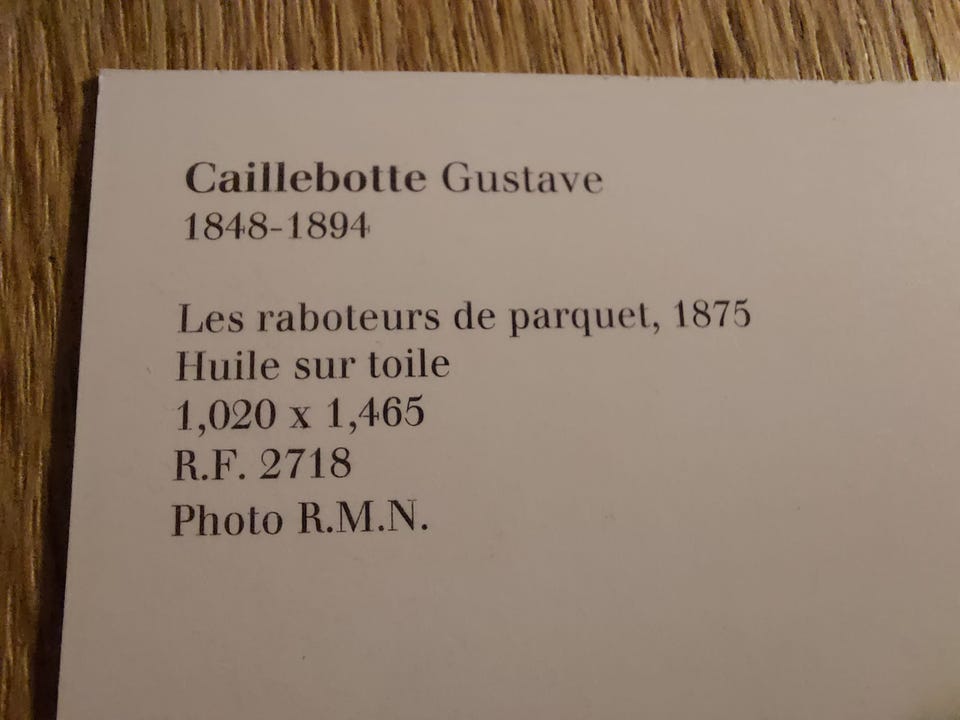 Caillebotte Gustave
1848-1894
Les raboteurs de parquet, 1875
Huile sur toile
1,020 x 1,465
R.F. 2718
Photo R.M.N.